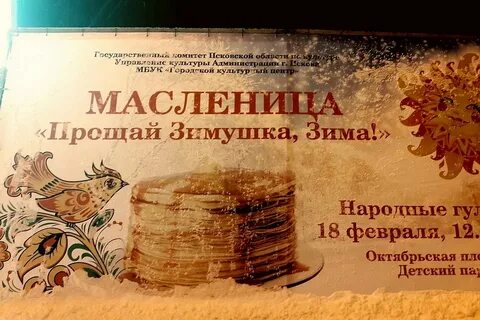 Государственный комитет Псковской области по культуре
Управление культуры Администрации г. Пскова
МБУК «Городской культурный центр»
МАСЛЕНИЦА
«Прощай Зимушка, Зима!»
Народные гул
18 февраля, 12.
Октябрьская пло
Детский пар